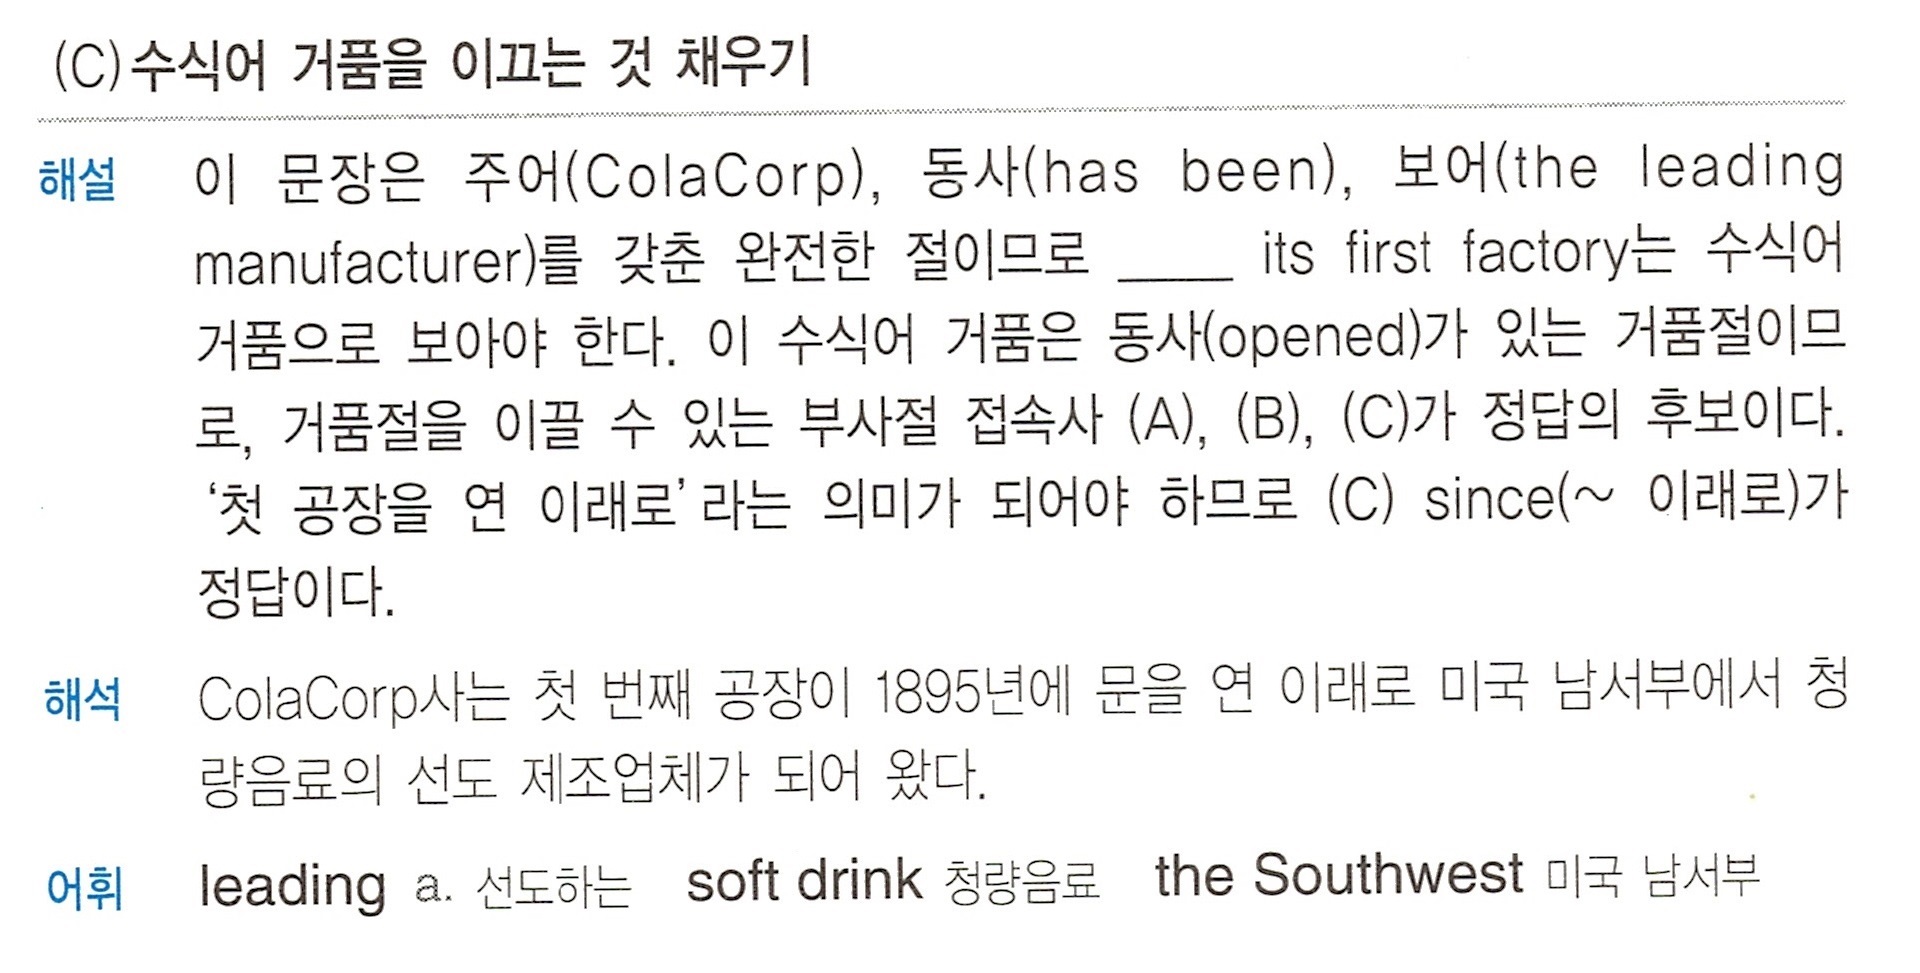 (C) 수식어 거품을 이끄는 것 채우기
해설 이 문장은 주어(ColaCorp), 동사(has been), 보어(the leading
manufacturer)를 갖춘 완전한 절이므로 ____ its first factory는 수식어
거품으로 보아야 한다. 이 수식어 거품은 동사(opened)가 있는 거품절이므
로, 거품절을 이끌 수 있는 부사절 접속사 (A), (B), (C)가 정답의 후보이다.
‘첫 공장을 연 이래로’라는 의미가 되어야 하므로 (C) since(~ 이래로)가
정답이다.
해석 ColaCorp사는 첫 번째 공장이 1895년에 문을 연 이래로 미국 남서부에서 청
량음료의 선도 제조업체가 되어 왔다.
어휘 leading a. 선도하는 soft drink 청량음료 the Southwest 미국 남서부